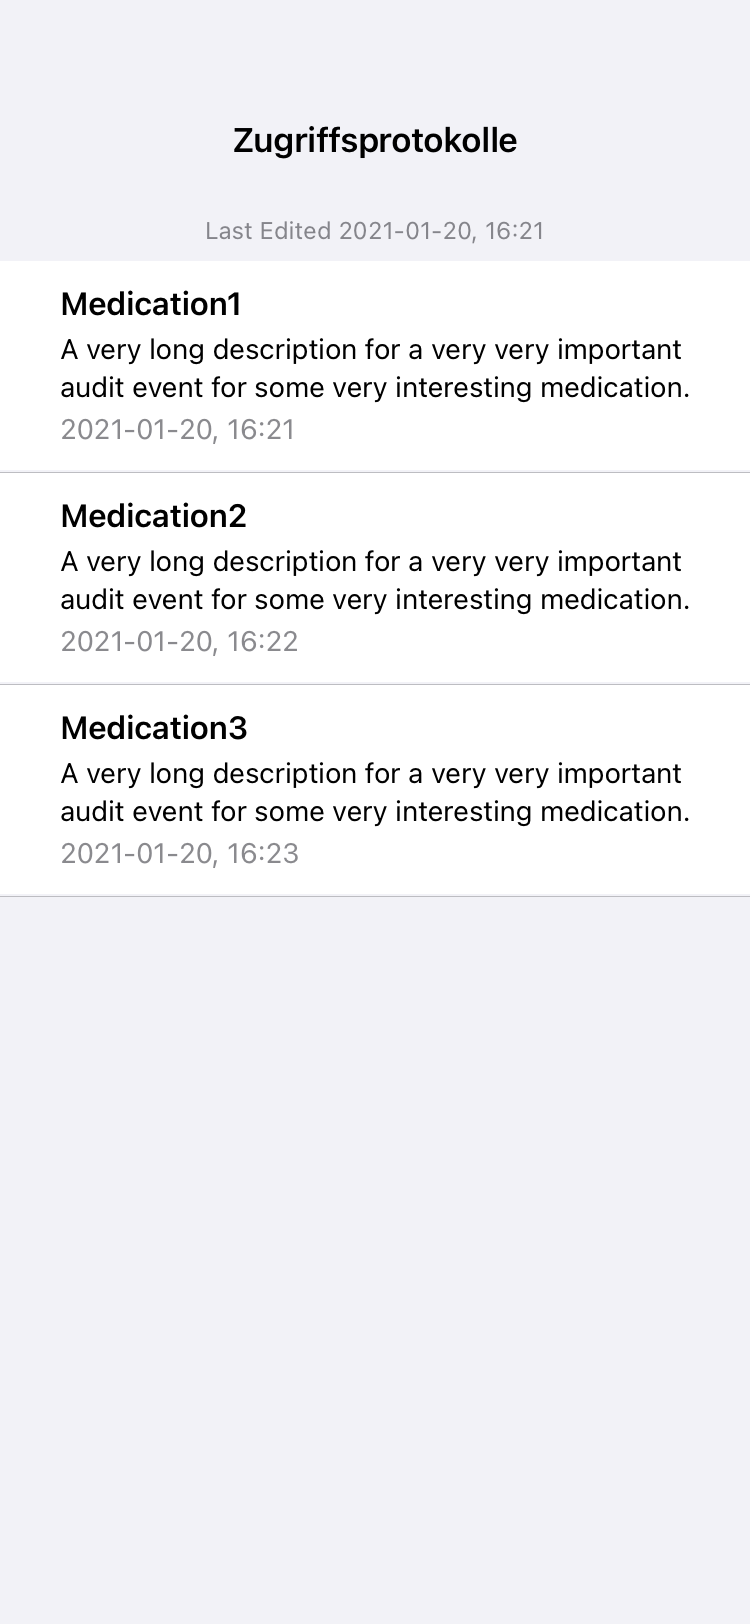 Zugriffsprotokolle
Last Edited 2021-01-20, 16:21
Medication1
A very long description for a very very important
audit event for some very interesting medication.
2021-01-20, 16:21
Medication2
A very long description for a very very important
audit event for some very interesting medication.
2021-01-20, 16:22
Medication3
A very long description for a very very important
audit event for some very interesting medication.
2021-01-20, 16:23